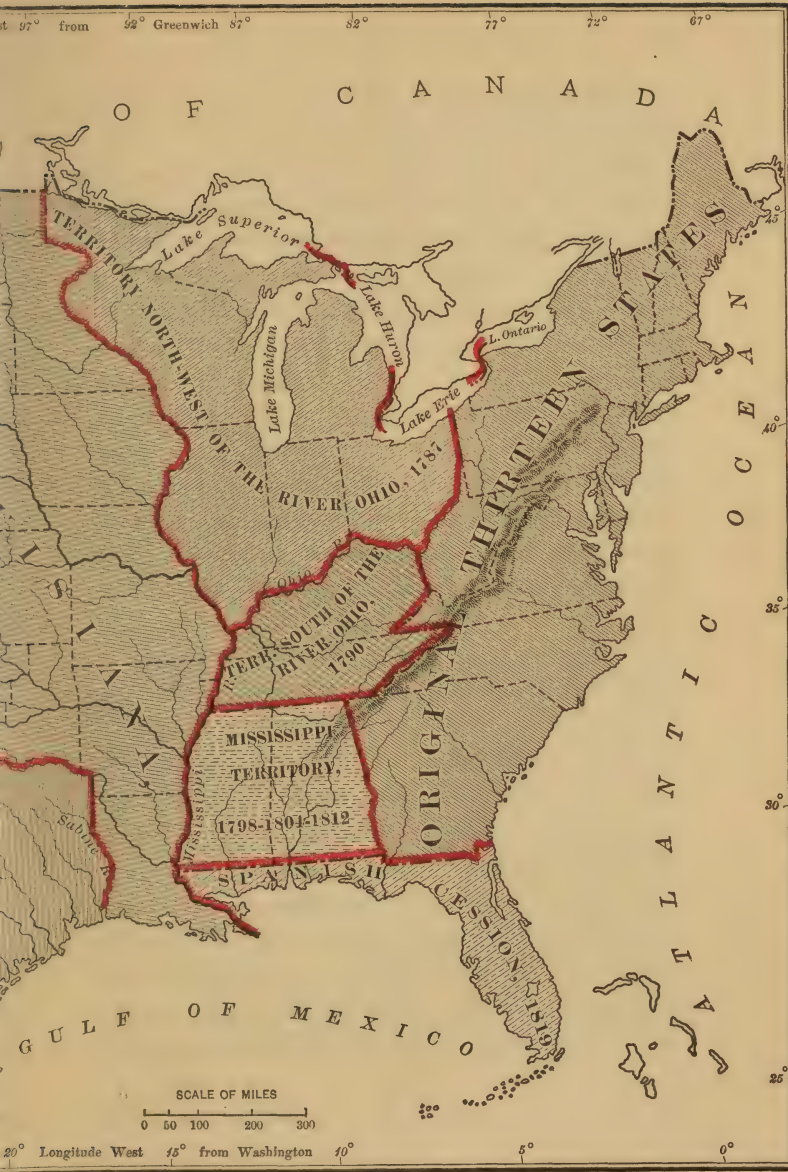 st 97° from 92° Greenwich 87° 82° 77° 72° 67°
OF CANADA
45°
Lake Superior
TERRITORY NORTH-WEST OF THE RIVER OHIO, 1787
Lake Huron
Lake Michigan
L. Ontario
Lake Erie
ORIGINAL THIRTEEN STATES
40°
ATLANTIC OCEAN
Ohio R.
TERR. SOUTH OF THE
RIVER OHIO,
1790
35°
ISIANA
MISSISSIPPI
TERRITORY,
1798-1804-1812
Mississippi R.
30°
Sabine R.
SPANISH CESSION, 1819
GULF OF MEXICO
25°
SCALE OF MILES
0 50 100 200 300
20° Longitude West 15° from Washington 10° 5° 0°